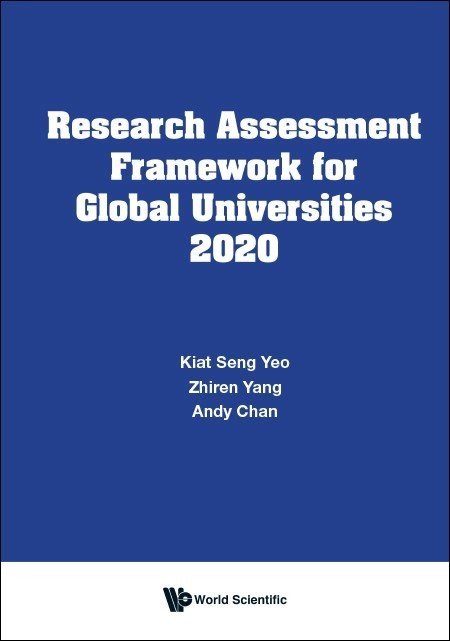 Research Assessment
Framework for
Global Universities
2020
Kiat Seng Yeo
Zhiren Yang
Andy Chan
World Scientific